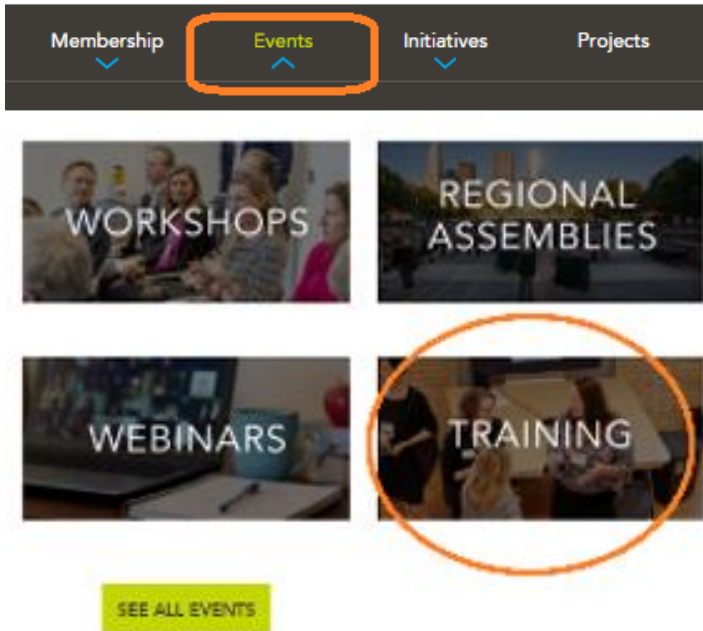 Membership Events Initiatives Projects
WORKSHOPS
REGIONAL
ASSEMBLIES
WEBINARS
TRAINING
SEE ALL EVENTS